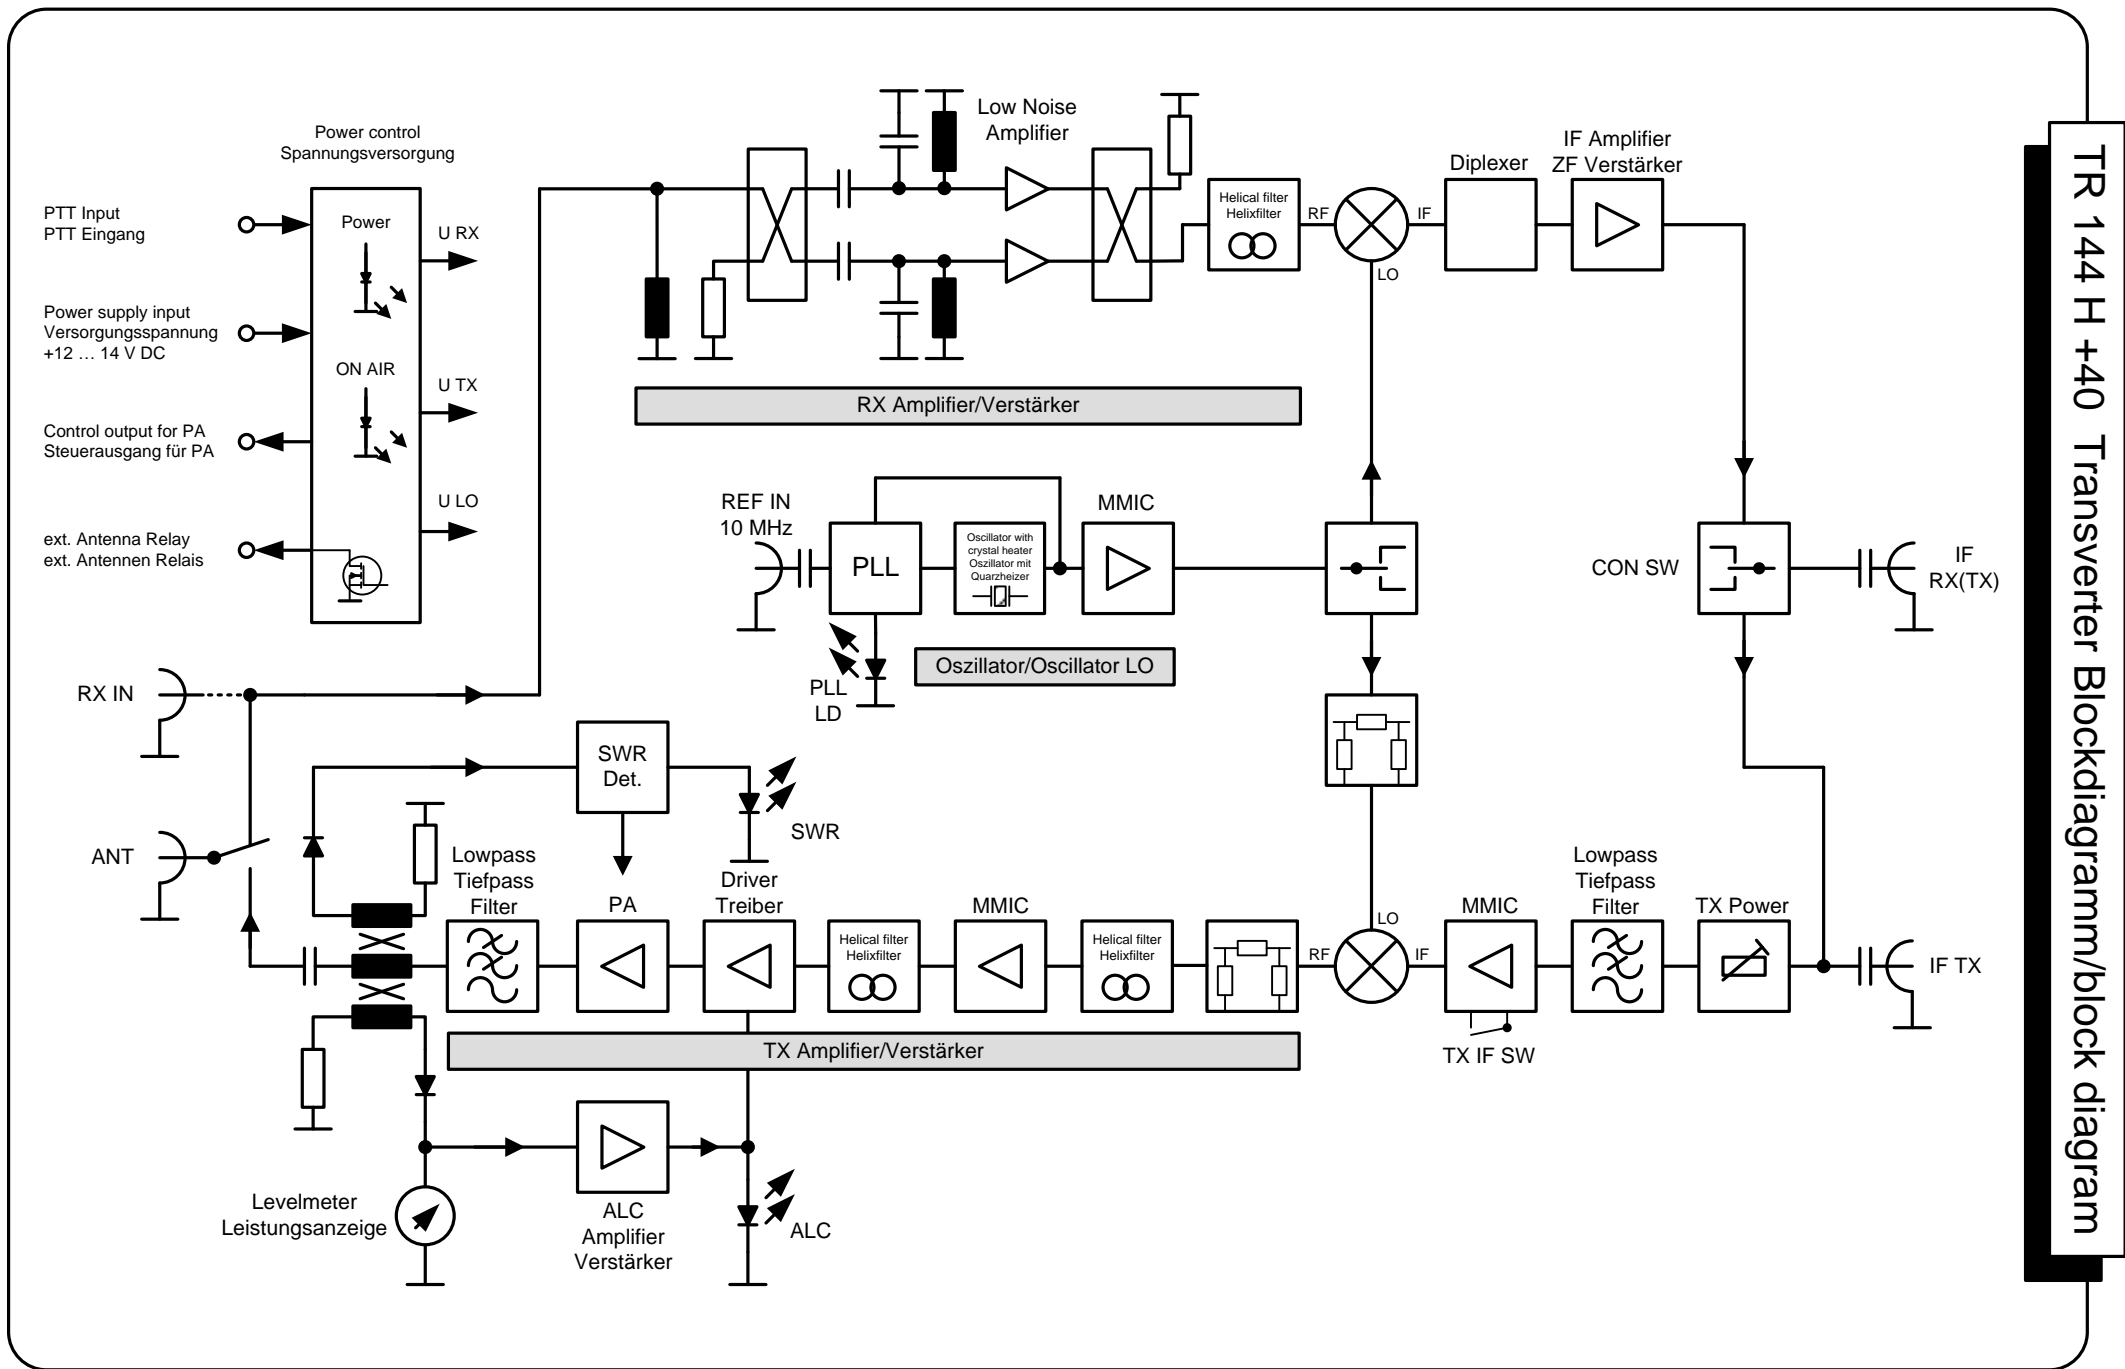 TR 144 H +40 Transverter Blockdiagramm/block diagram
Power control
Spannungsversorgung
PTT Input
PTT Eingang
Power supply input
Versorgungsspannung
+12 … 14 V DC
Control output for PA
Steuerausgang für PA
ext. Antenna Relay
ext. Antennen Relais
Power
ON AIR
U RX
U TX
U LO
Low Noise
Amplifier
Helical filter
Helixfilter
RF
IF
LO
Diplexer
IF Amplifier
ZF Verstärker
RX Amplifier/Verstärker
REF IN
10 MHz
PLL
Oscillator with
crystal heater
Oszillator mit
Quarzheizer
MMIC
CON SW
IF
RX(TX)
PLL
LD
Oszillator/Oscillator LO
RX IN
SWR
Det.
SWR
ANT
Lowpass
Tiefpass
Filter
PA
Driver
Treiber
Helical filter
Helixfilter
MMIC
Helical filter
Helixfilter
RF
LO
IF
MMIC
TX IF SW
Lowpass
Tiefpass
Filter
TX Power
IF TX
TX Amplifier/Verstärker
Levelmeter
Leistungsanzeige
ALC
Amplifier
Verstärker
ALC